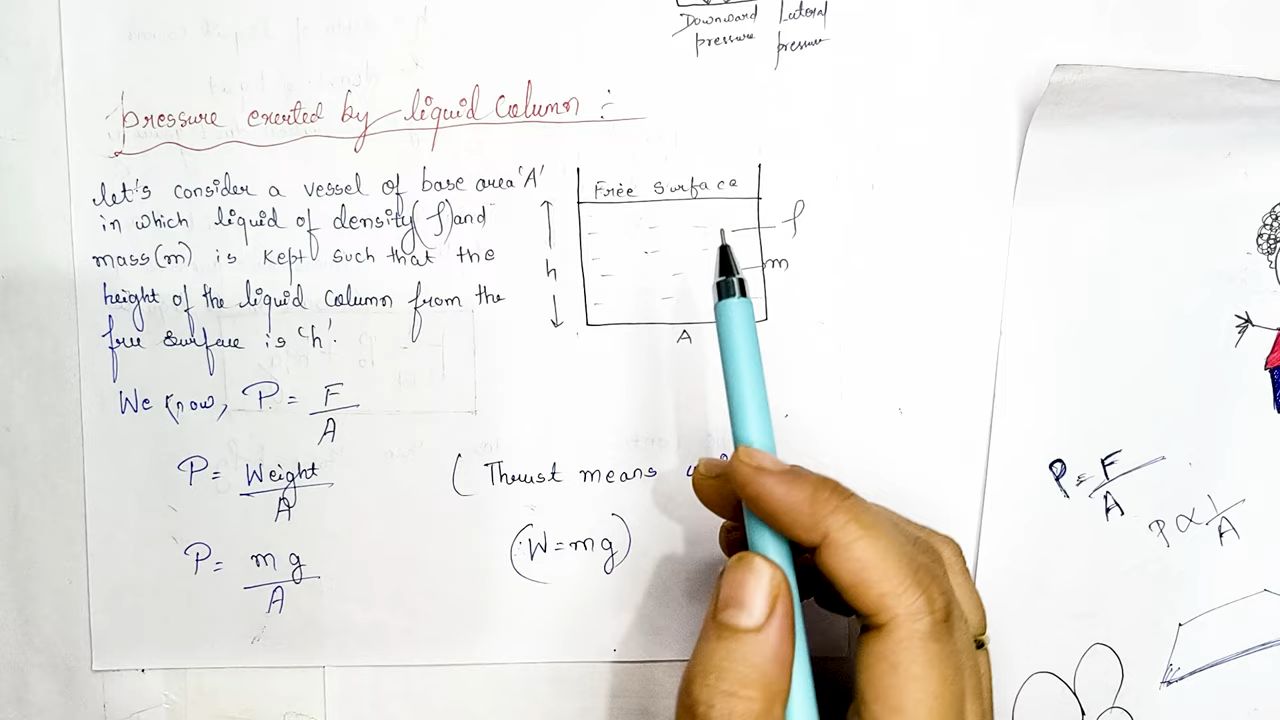 Downward Lateral
pressure pressure
pressure exerted by liquid Column :
let's consider a vessel of base area 'A'
in which liquid of density (ρ) and
mass (m) is kept such that the
height of the liquid column from the
free surface is 'h'.
Free surface
ρ
h
m
A
We know, P = F/A
P = Weight/A
( Thrust means
P = mg/A
(W = mg)
P = F/A
P ∝ 1/A